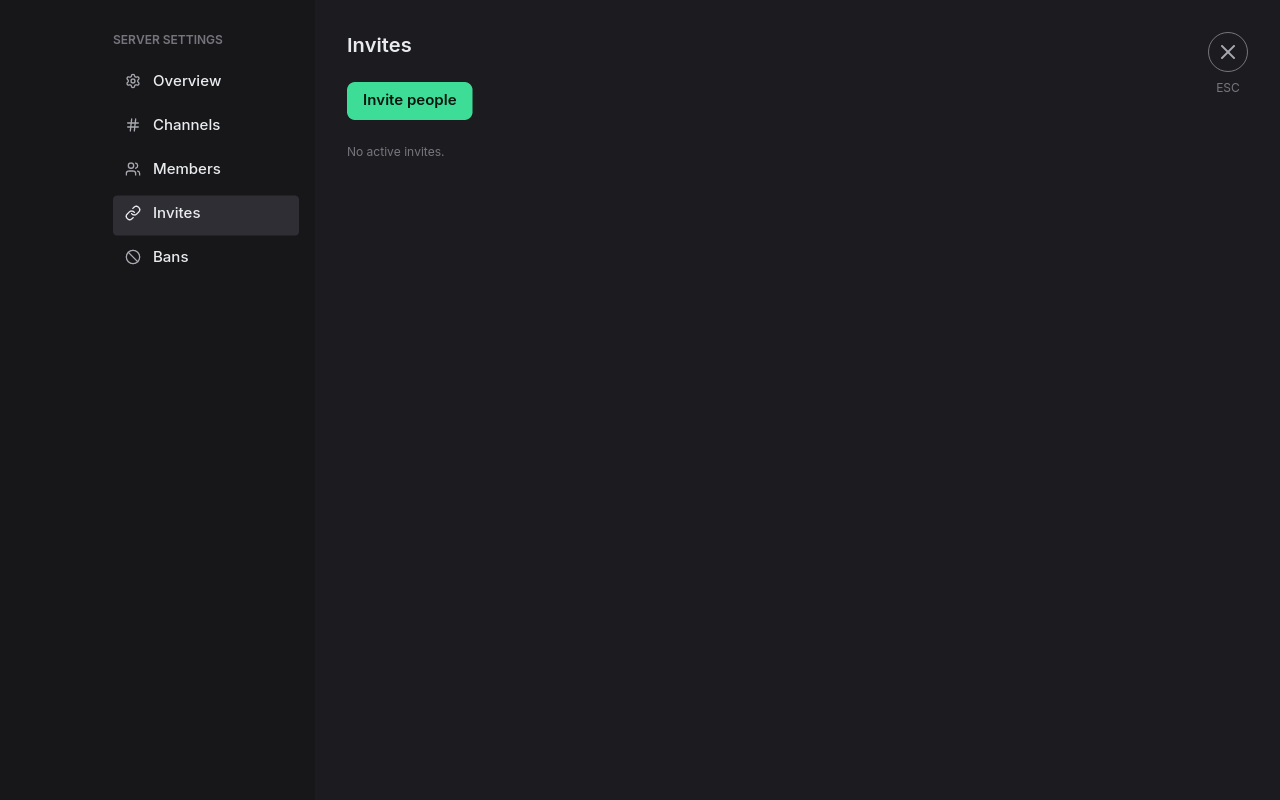 SERVER SETTINGS
Overview
Channels
Members
Invites
Bans
Invites
Invite people
No active invites.
ESC